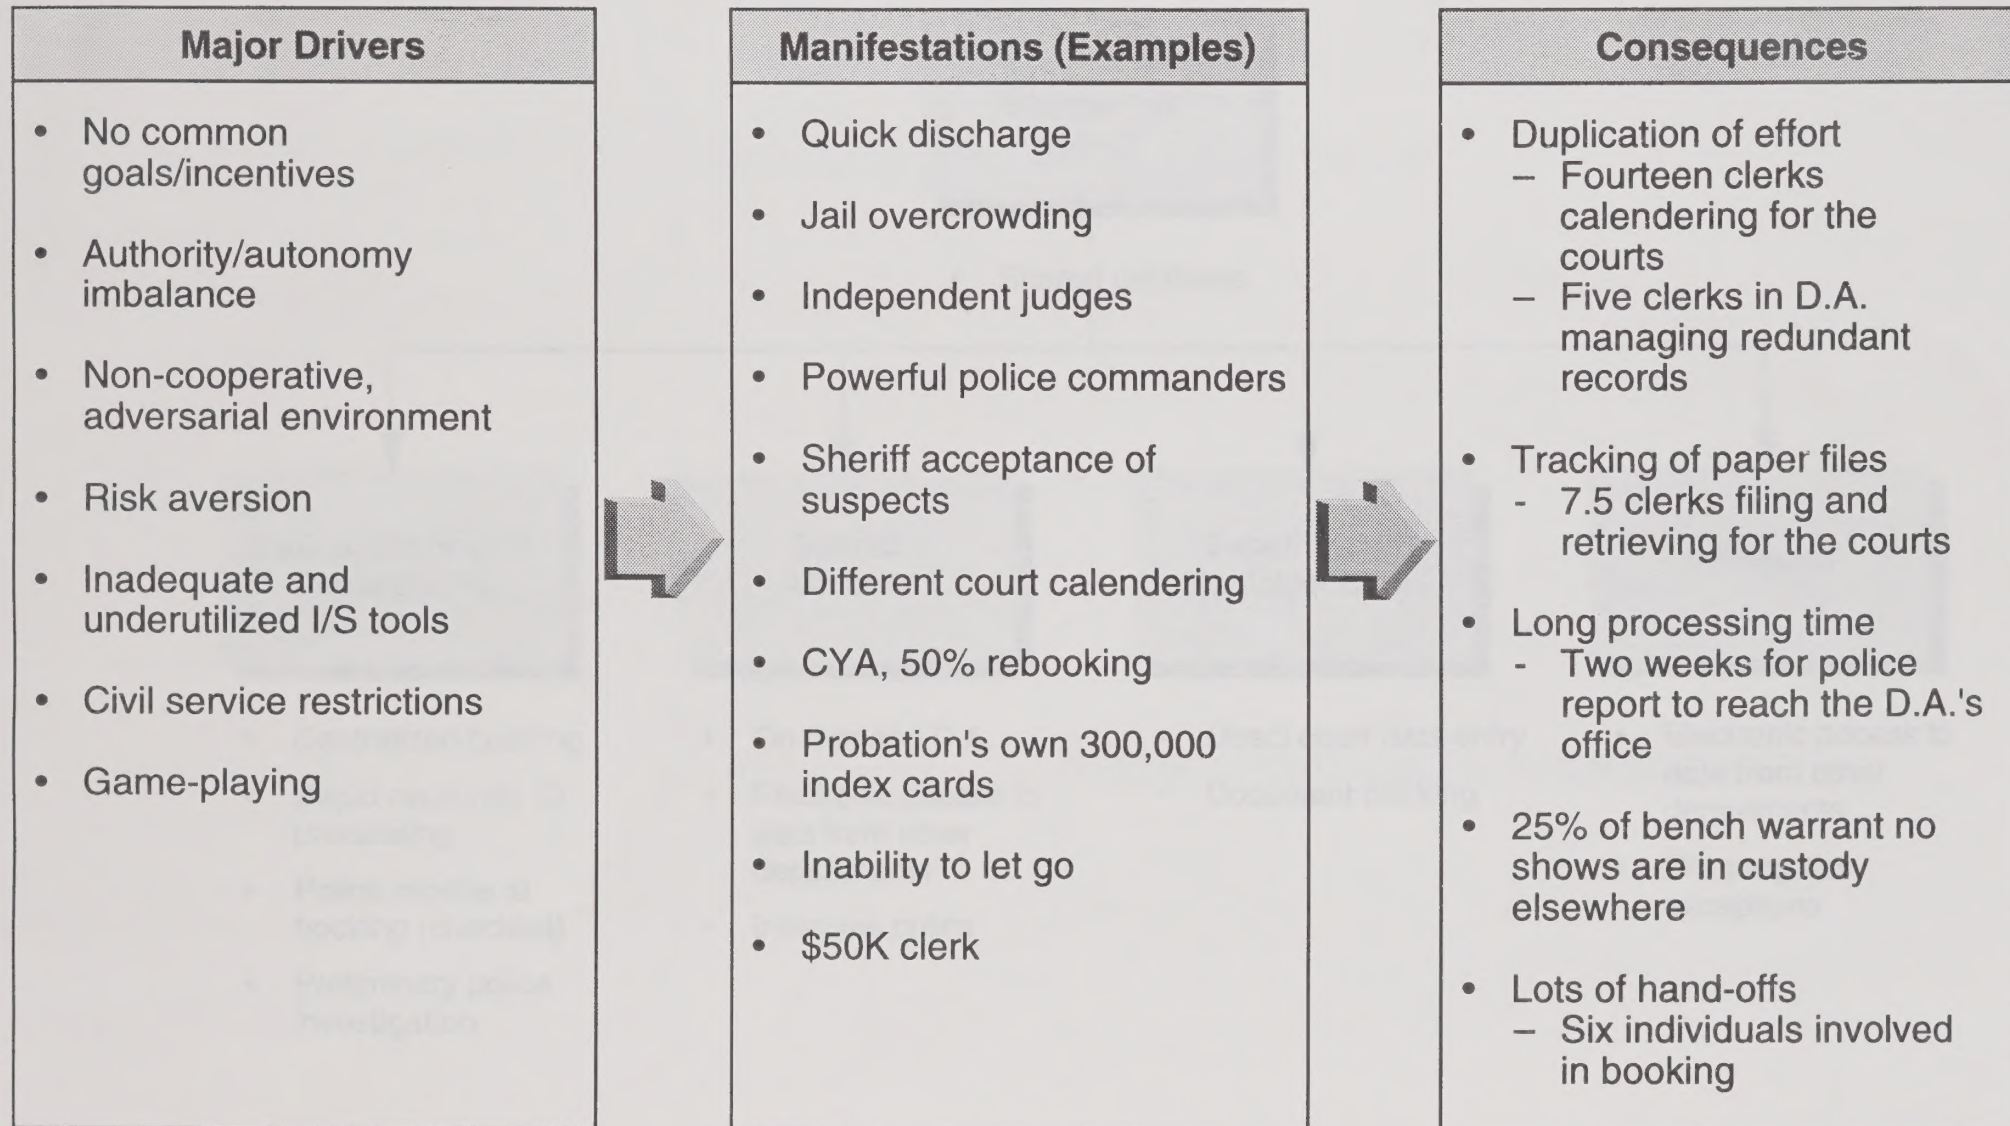 Major Drivers
• No common
goals/incentives
• Authority/autonomy
imbalance
• Non-cooperative,
adversarial environment
• Risk aversion
• Inadequate and
underutilized I/S tools
• Civil service restrictions
• Game-playing
Manifestations (Examples)
• Quick discharge
• Jail overcrowding
• Independent judges
• Powerful police commanders
• Sheriff acceptance of
suspects
• Different court calendering
• CYA, 50% rebooking
• Probation's own 300,000
index cards
• Inability to let go
• $50K clerk
Consequences
• Duplication of effort
– Fourteen clerks
calendering for the
courts
– Five clerks in D.A.
managing redundant
records
• Tracking of paper files
- 7.5 clerks filing and
retrieving for the courts
• Long processing time
- Two weeks for police
report to reach the D.A.'s
office
• 25% of bench warrant no
shows are in custody
elsewhere
• Lots of hand-offs
– Six individuals involved
in booking